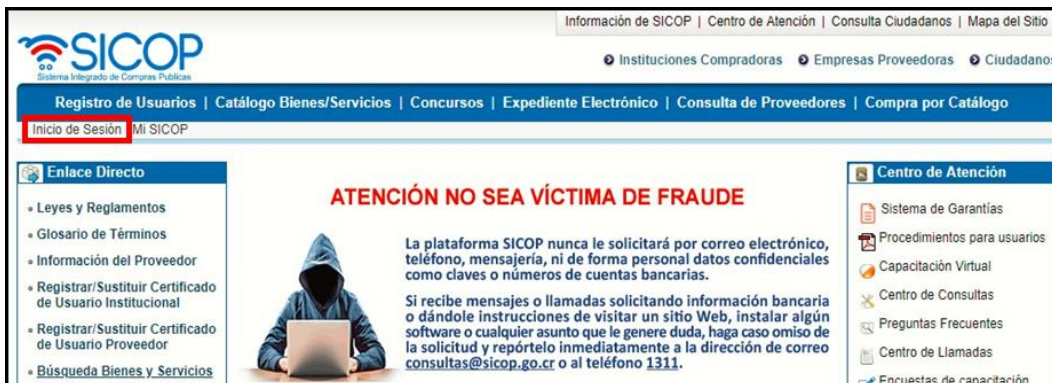 Información de SICOP | Centro de Atención | Consulta Ciudadanos | Mapa del Sitio
SICOP
Sistema Integrado de Compras Publicas
Instituciones Compradoras Empresas Proveedoras Ciudadanos
Registro de Usuarios | Catálogo Bienes/Servicios | Concursos | Expediente Electrónico | Consulta de Proveedores | Compra por Catálogo
Inicio de Sesión Mi SICOP
Enlace Directo
Leyes y Reglamentos
Glosario de Términos
Información del Proveedor
Registrar/Sustituir Certificado
de Usuario Institucional
Registrar/Sustituir Certificado
de Usuario Proveedor
Búsqueda Bienes y Servicios
ATENCIÓN NO SEA VÍCTIMA DE FRAUDE
La plataforma SICOP nunca le solicitará por correo electrónico,
teléfono, mensajería, ni de forma personal datos confidenciales
como claves o números de cuentas bancarias.
Si recibe mensajes o llamadas solicitando información bancaria
o dándole instrucciones de visitar un sitio Web, instalar algún
software o cualquier asunto que le genere duda, haga caso omiso de
la solicitud y repórtelo inmediatamente a la dirección de correo
consultas@sicop.go.cr o al teléfono 1311.
Centro de Atención
Sistema de Garantías
Procedimientos para usuarios
Capacitación Virtual
Centro de Consultas
Preguntas Frecuentes
Centro de Llamadas
Encuestas de capacitación